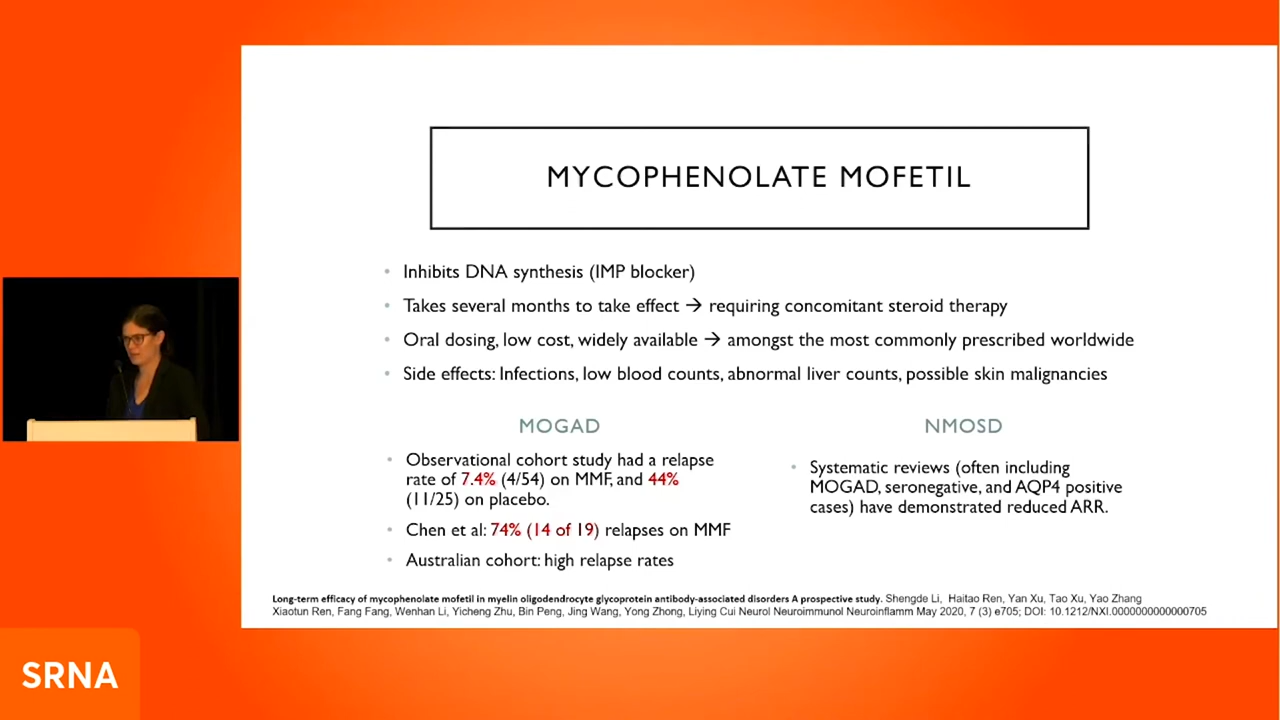 MYCOPHENOLATE MOFETIL
• Inhibits DNA synthesis (IMP blocker)
• Takes several months to take effect → requiring concomitant steroid therapy
• Oral dosing, low cost, widely available → amongst the most commonly prescribed worldwide
• Side effects: Infections, low blood counts, abnormal liver counts, possible skin malignancies
MOGAD
• Observational cohort study had a relapse
rate of 7.4% (4/54) on MMF, and 44%
(11/25) on placebo.
• Chen et al: 74% (14 of 19) relapses on MMF
• Australian cohort: high relapse rates
NMOSD
• Systematic reviews (often including
MOGAD, seronegative, and AQP4 positive
cases) have demonstrated reduced ARR.
Long-term efficacy of mycophenolate mofetil in myelin oligodendrocyte glycoprotein antibody-associated disorders A prospective study. Shengde Li, Haitao Ren, Yan Xu, Tao Xu, Yao Zhang
Xiaotun Ren, Fang Fang, Wenhan Li, Yicheng Zhu, Bin Peng, Jing Wang, Yong Zhong, Liying Cui Neurol Neuroimmunol Neuroinflamm May 2020, 7 (3) e705; DOI: 10.1212/NXI.0000000000000705
SRNA